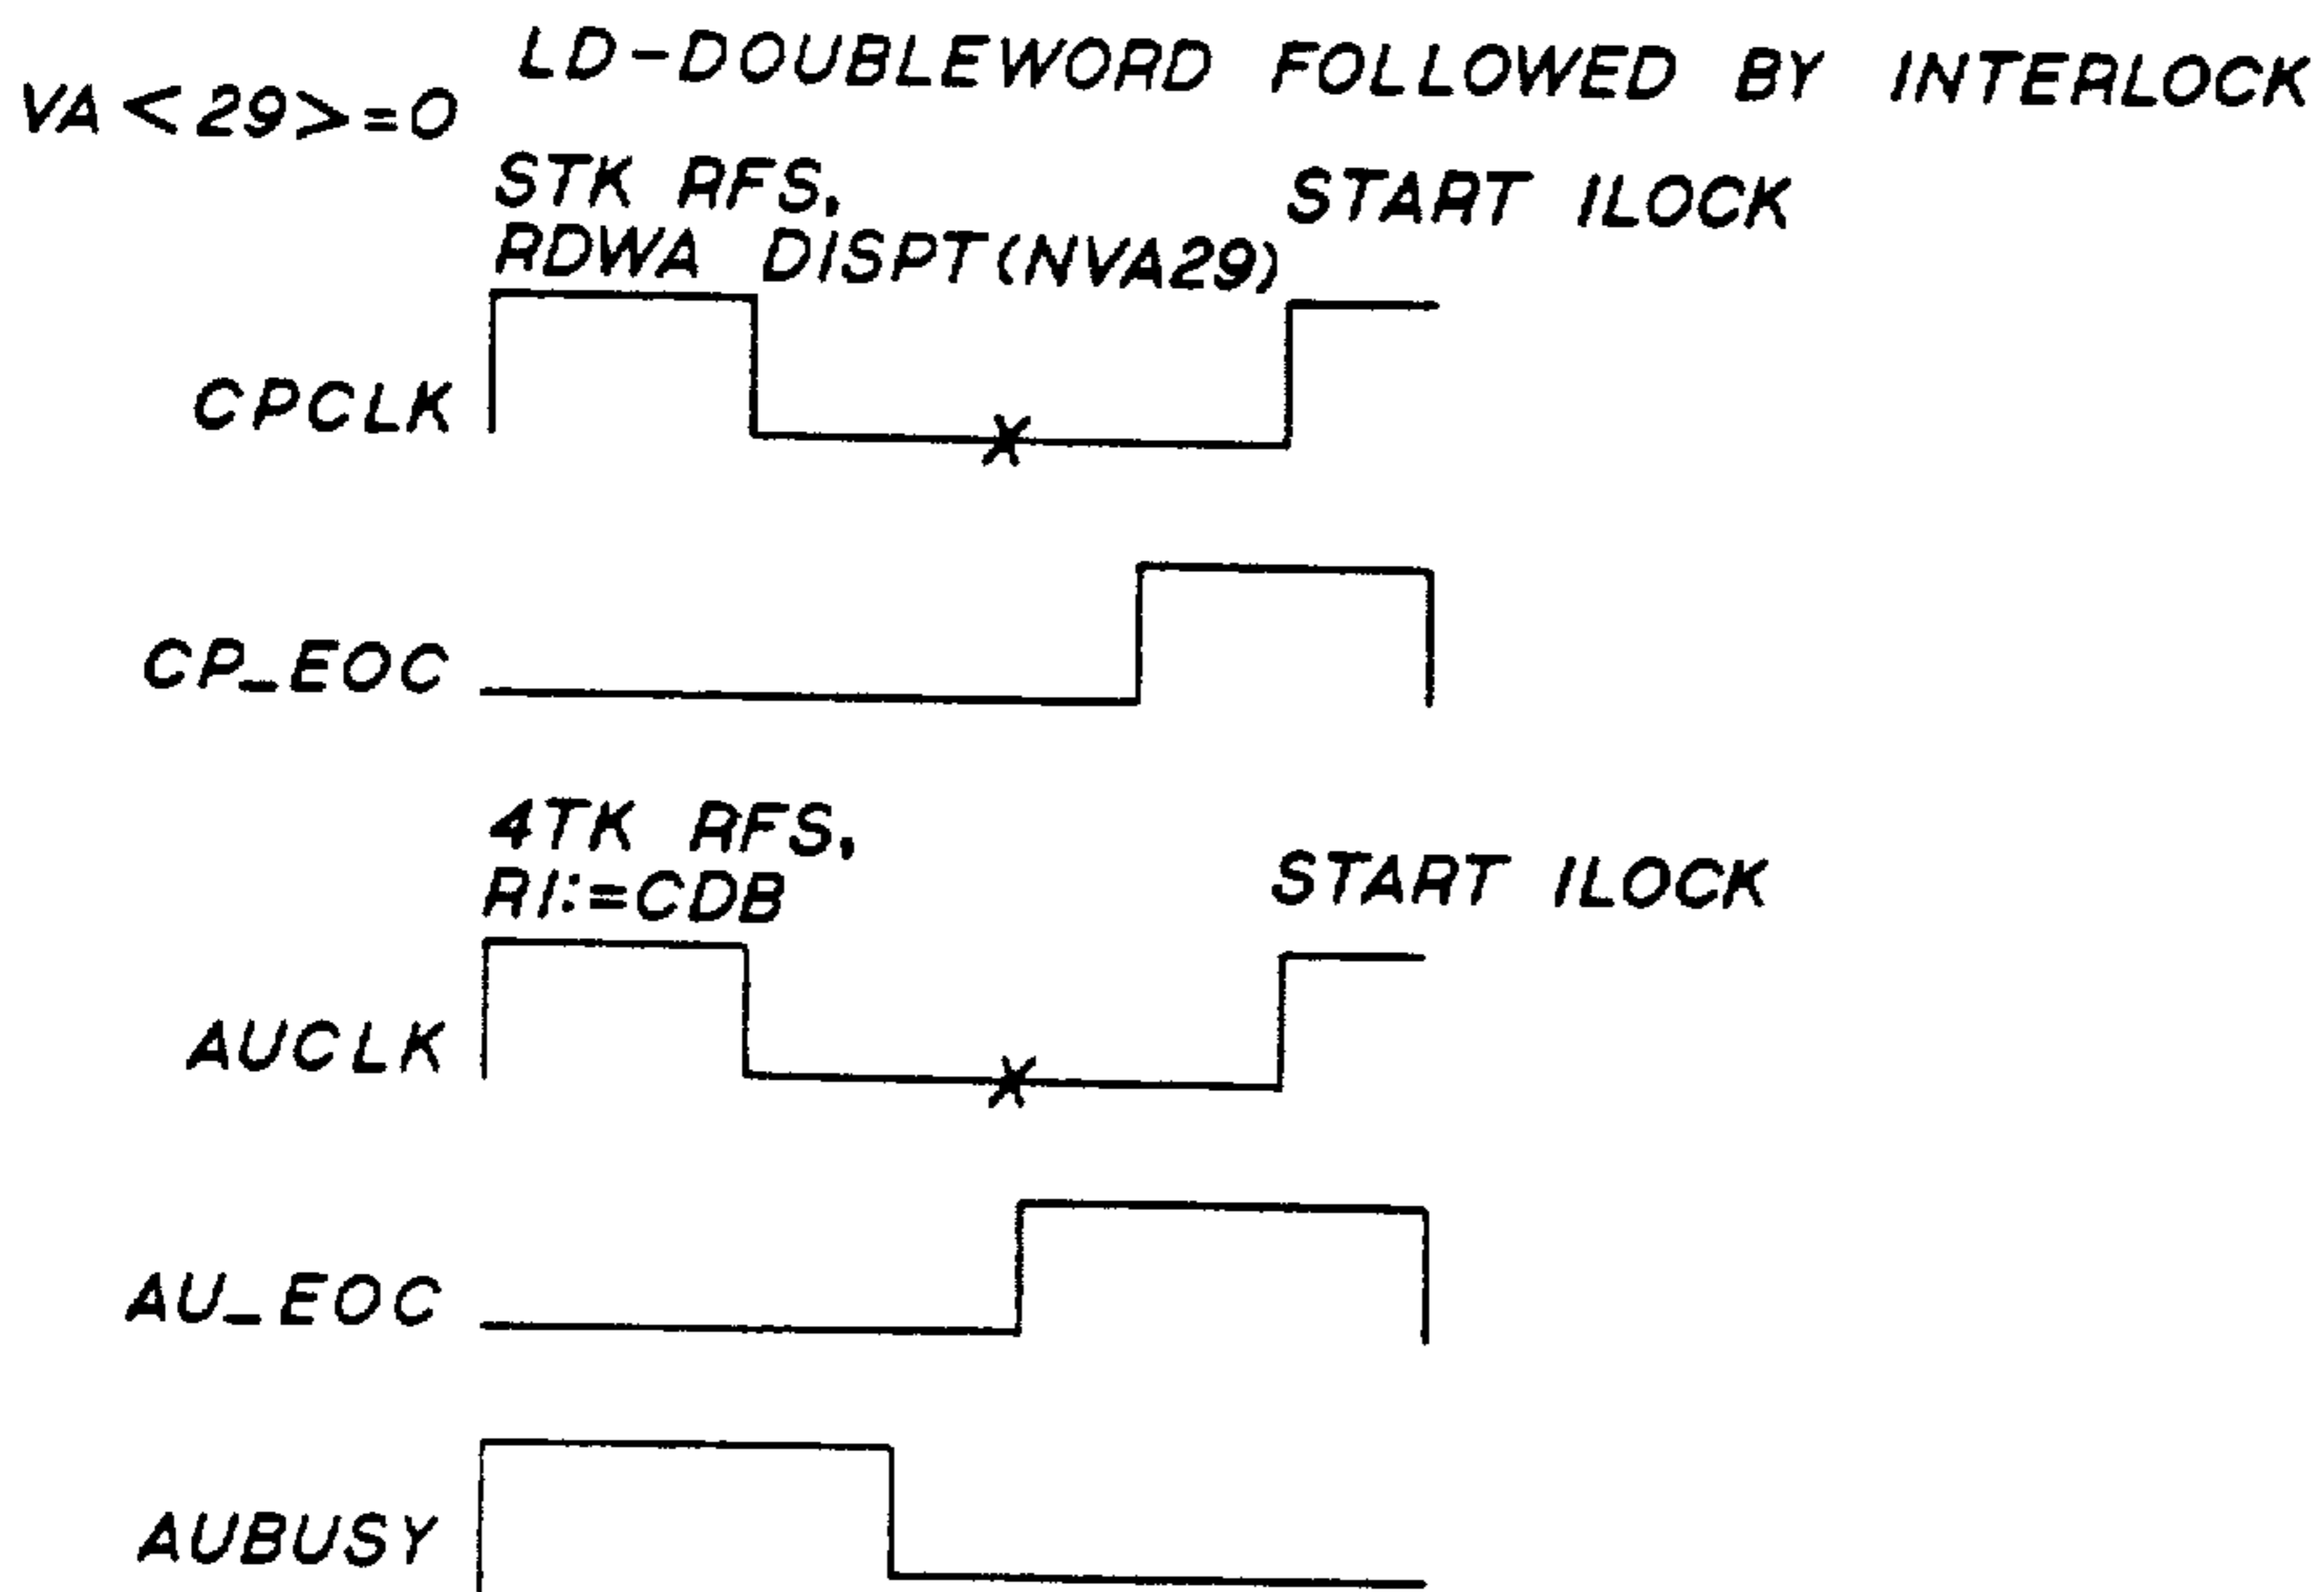 LD-DOUBLEWORD FOLLOWED BY INTERLOCK
VA<29>=0
STK RFS,
RDWA DISPT(NVA29)
START ILOCK
CPCLK
CP_EOC
4TK RFS,
R1:=CDB
START ILOCK
AUCLK
AU_EOC
AUBUSY